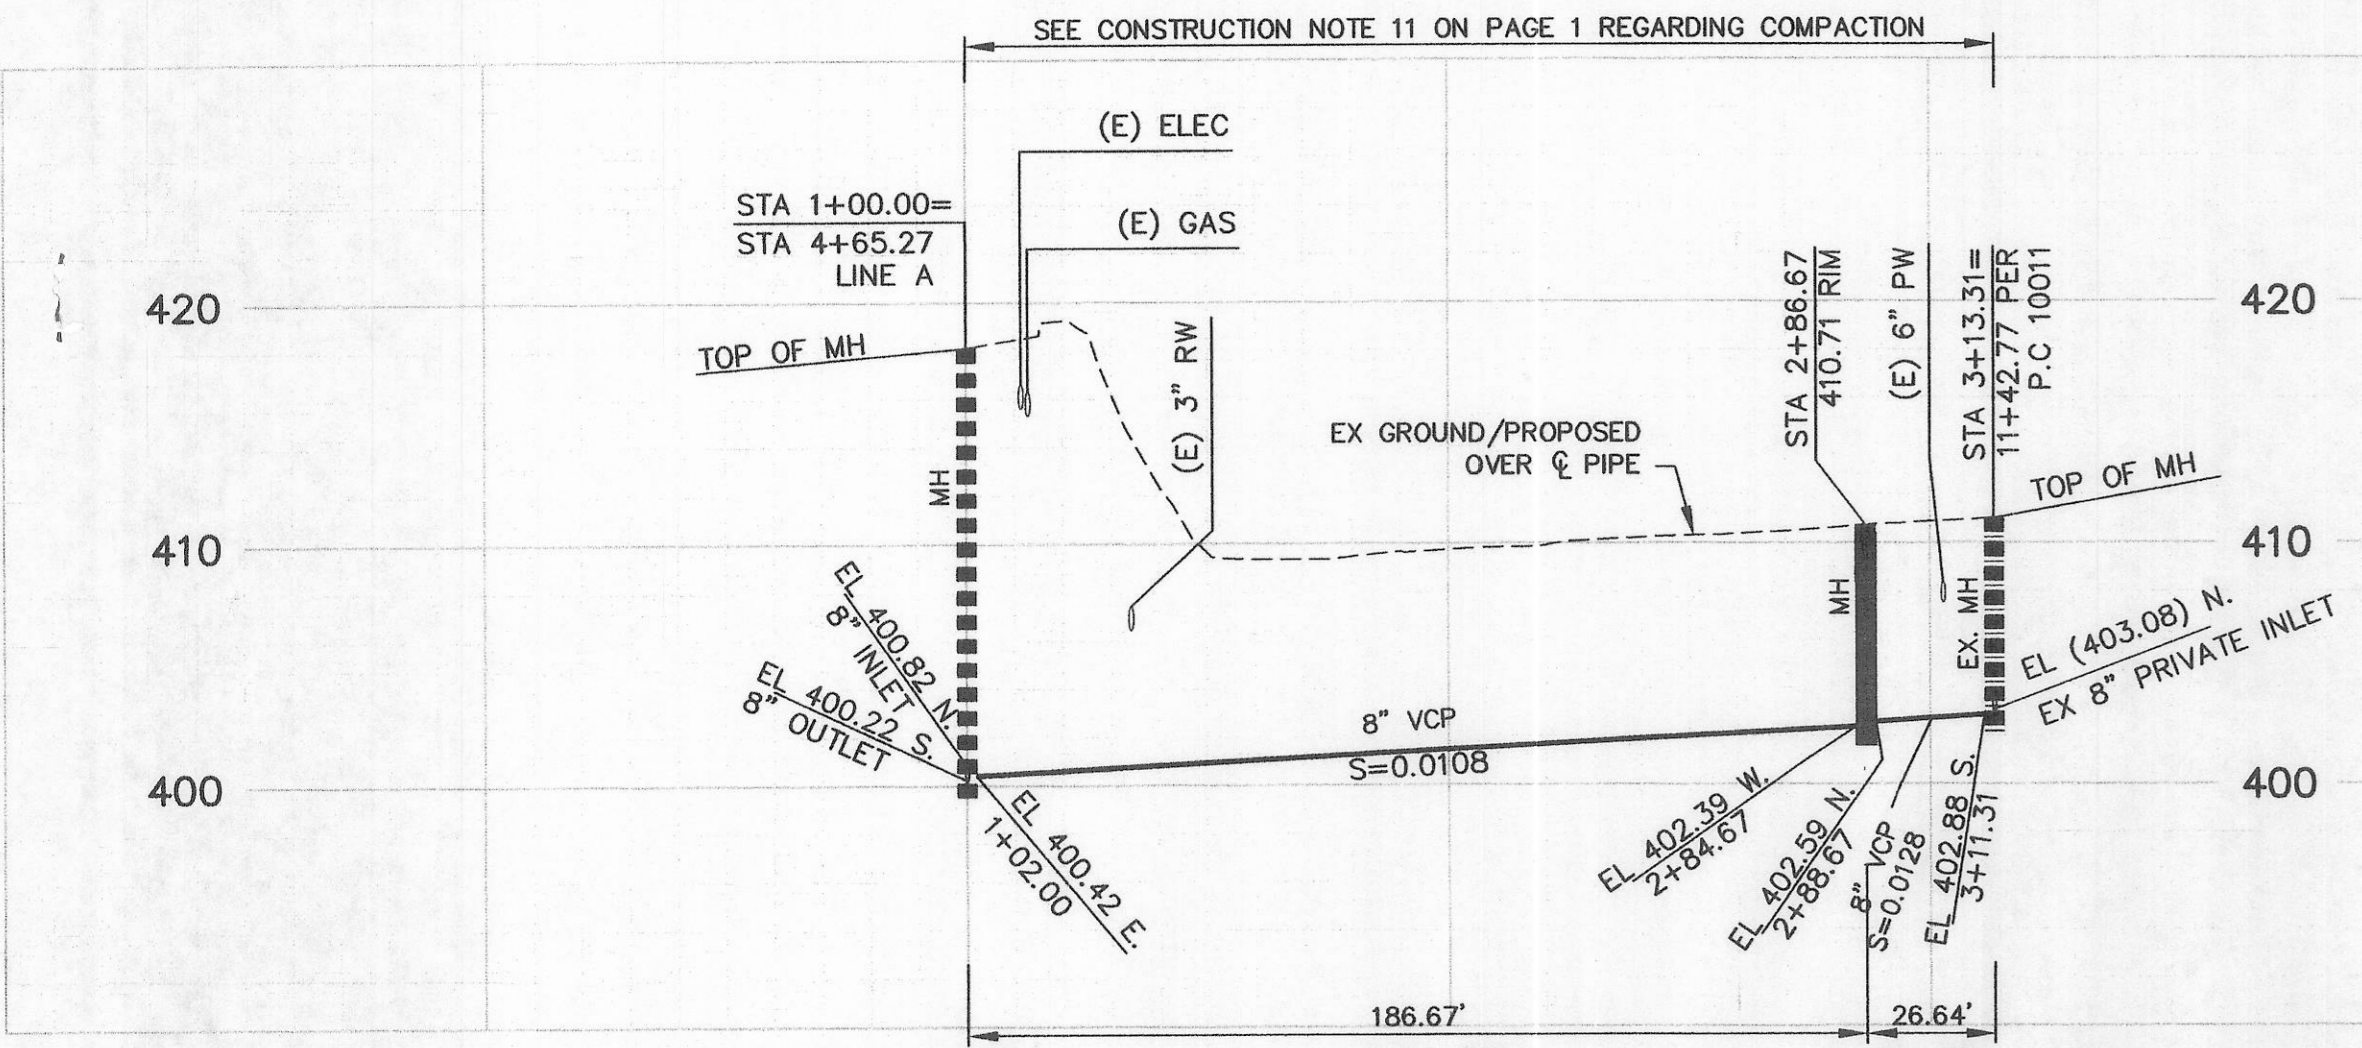 SEE CONSTRUCTION NOTE 11 ON PAGE 1 REGARDING COMPACTION
(E) ELEC
(E) GAS
STA 1+00.00=
STA 4+65.27
LINE A
TOP OF MH
420
410
400
MH
(E) 3" RW
EX GROUND/PROPOSED
OVER ℄ PIPE
STA 2+86.67
410.71 RIM
(E) 6" PW
STA 3+13.31=
11+42.77 PER
P.C 10011
TOP OF MH
420
410
400
MH
EX. MH
EL (403.08) N.
EX 8" PRIVATE INLET
EL 400.82 N.
8" INLET
EL 400.22 S.
8" OUTLET
EL 400.42 E.
1+02.00
8" VCP
S=0.0108
EL 402.39 W.
2+84.67
EL 402.59 N.
2+88.67
8" VCP
S=0.0128
EL 402.88 S.
3+11.31
186.67'
26.64'